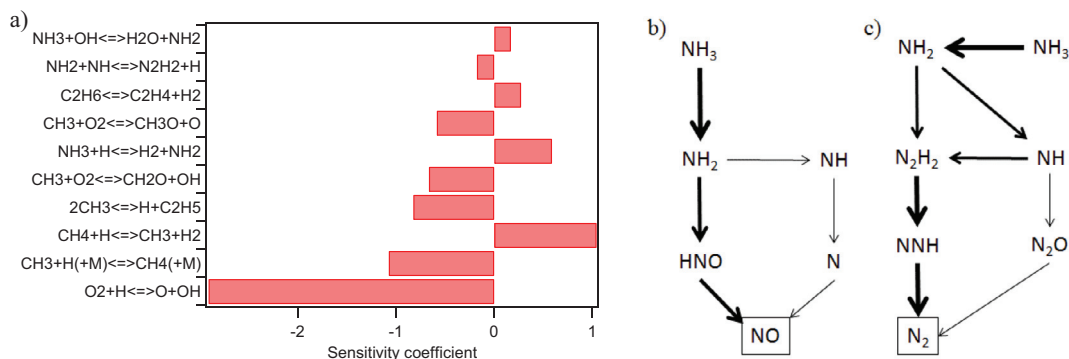 a)
NH3+OH<=>H2O+NH2
NH2+NH<=>N2H2+H
C2H6<=>C2H4+H2
CH3+O2<=>CH3O+O
NH3+H<=>H2+NH2
CH3+O2<=>CH2O+OH
2CH3<=>H+C2H5
CH4+H<=>CH3+H2
CH3+H(+M)<=>CH4(+M)
O2+H<=>O+OH
-2 -1 0 1
Sensitivity coefficient
b)
NH₃
NH₂ NH
HNO N
NO
c)
NH₂ NH₃
N₂H₂ NH
NNH N₂O
N₂